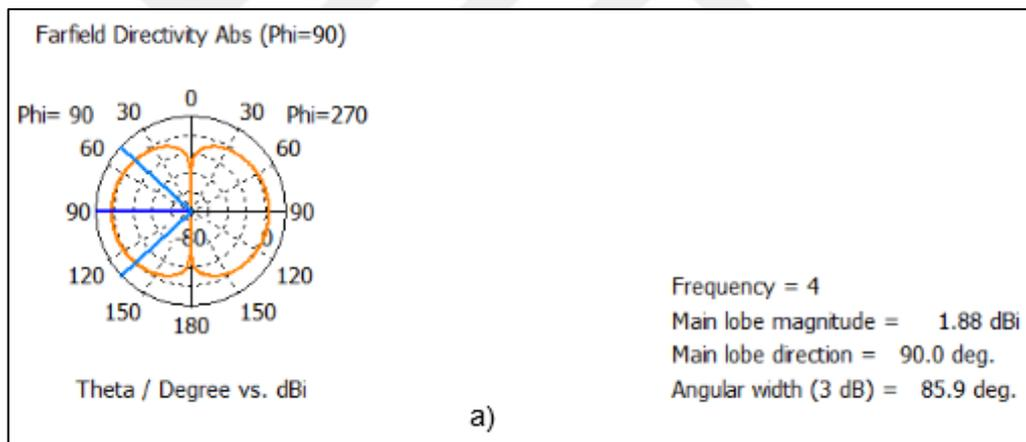 Farfield Directivity Abs (Phi=90)
0
Phi= 90 30 30 Phi=270
60 60
90 90
-80 0
120 120
150 150
180
Theta / Degree vs. dBi
Frequency = 4
Main lobe magnitude = 1.88 dBi
Main lobe direction = 90.0 deg.
Angular width (3 dB) = 85.9 deg.
a)